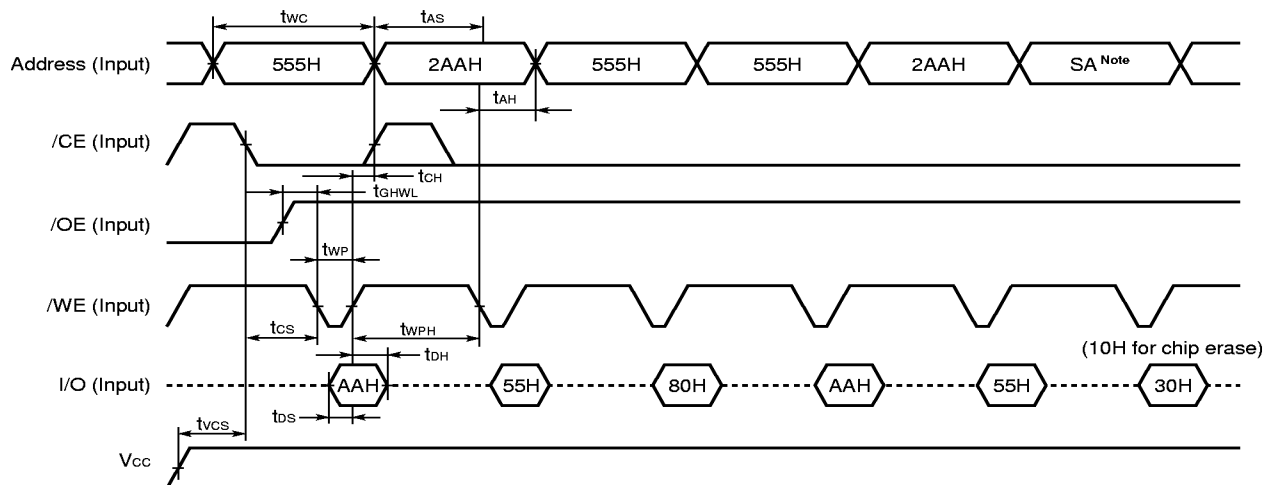 tWC tAS
Address (Input) 555H 2AAH 555H 555H 2AAH SA Note
tAH
/CE (Input)
tCH
tGHWL
/OE (Input)
tWP
/WE (Input)
tCS tWPH
tDH
(10H for chip erase)
I/O (Input) AAH 55H 80H AAH 55H 30H
tDS
tVCS
VCC